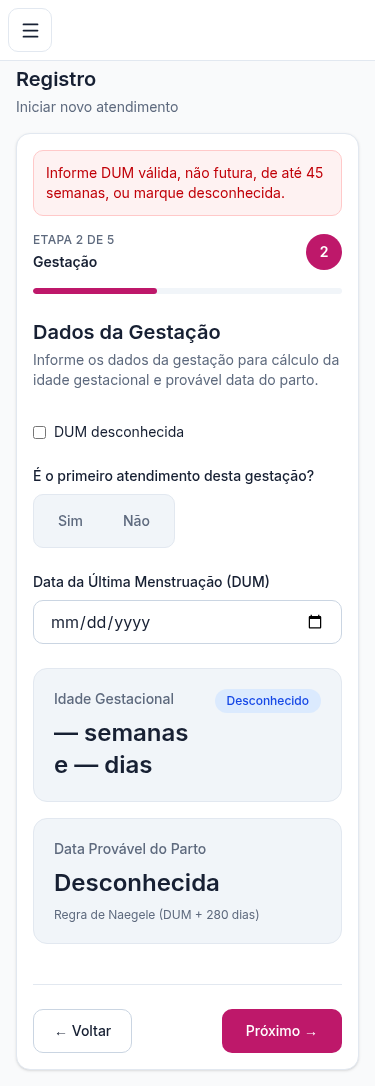 Registro
Iniciar novo atendimento
Informe DUM válida, não futura, de até 45
semanas, ou marque desconhecida.
ETAPA 2 DE 5
Gestação
2
Dados da Gestação
Informe os dados da gestação para cálculo da
idade gestacional e provável data do parto.
DUM desconhecida
É o primeiro atendimento desta gestação?
Sim Não
Data da Última Menstruação (DUM)
mm/dd/yyyy
Idade Gestacional Desconhecido
— semanas
e — dias
Data Provável do Parto
Desconhecida
Regra de Naegele (DUM + 280 dias)
← Voltar Próximo →